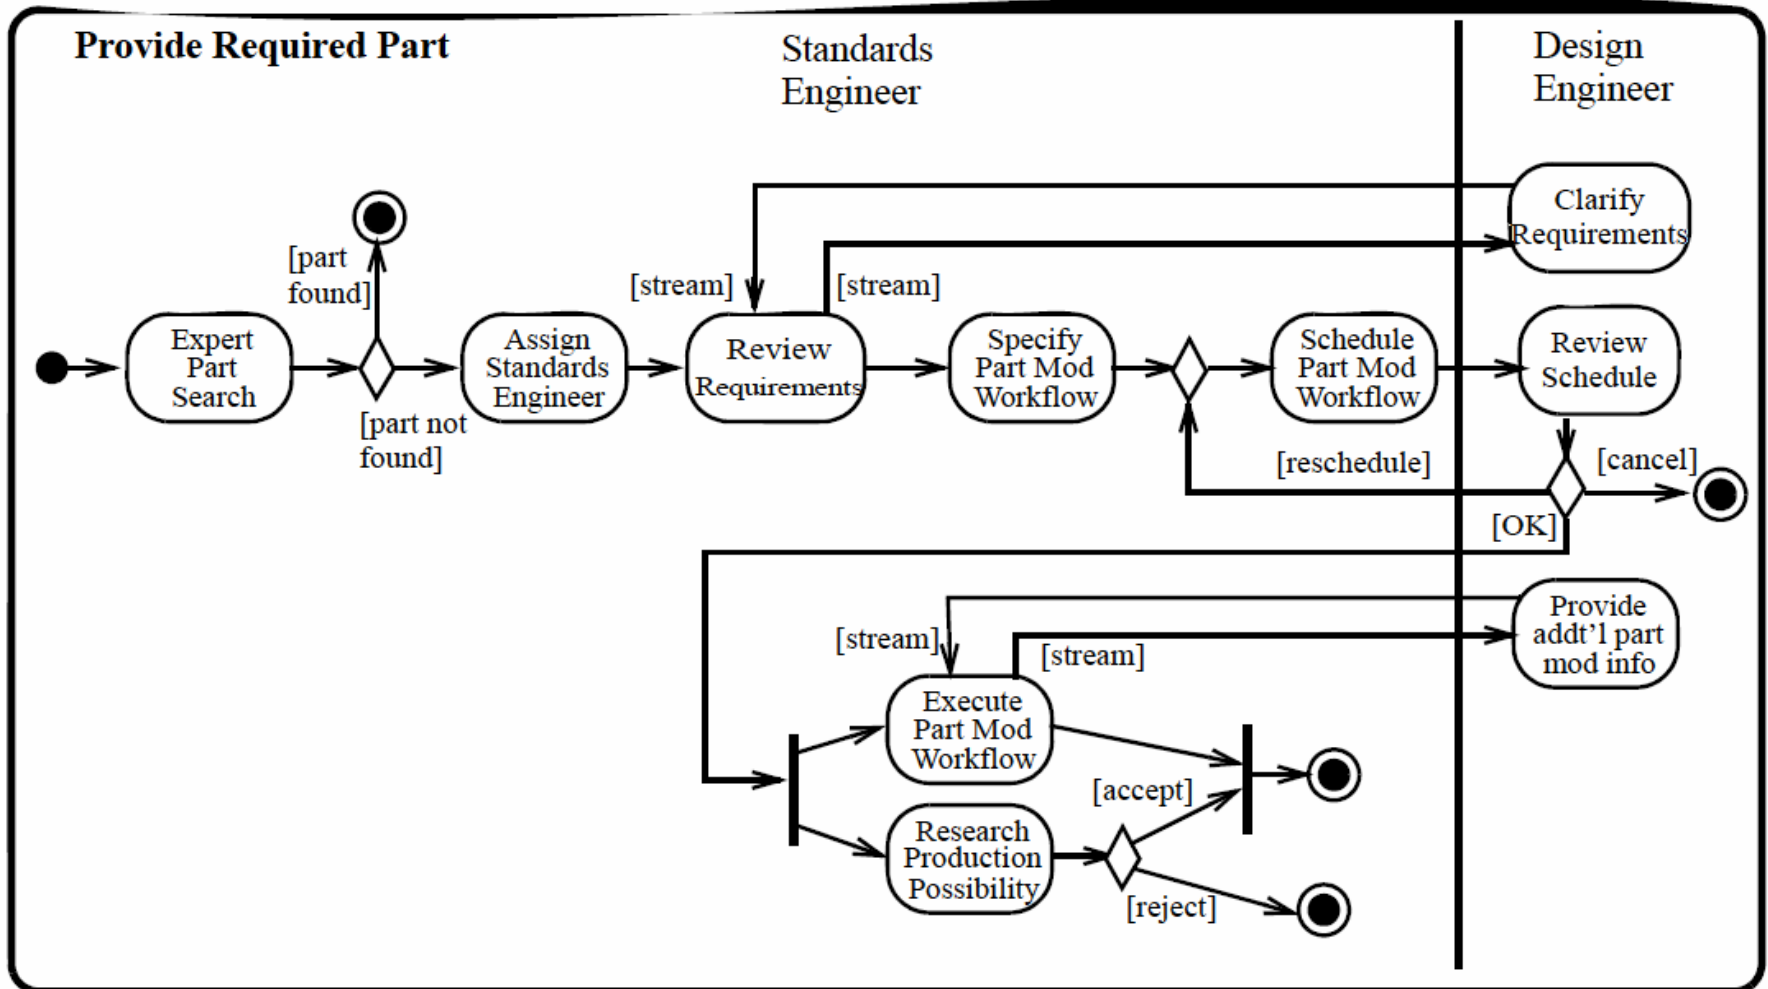 Provide Required Part
Standards
Engineer
Design
Engineer
Clarify
Requirements
[part
found]
[stream]
[stream]
Expert
Part
Search
[part not
found]
Assign
Standards
Engineer
Review
Requirements
Specify
Part Mod
Workflow
Schedule
Part Mod
Workflow
Review
Schedule
[reschedule]
[cancel]
[OK]
Provide
addt’l part
mod info
[stream]
[stream]
Execute
Part Mod
Workflow
[accept]
Research
Production
Possibility
[reject]